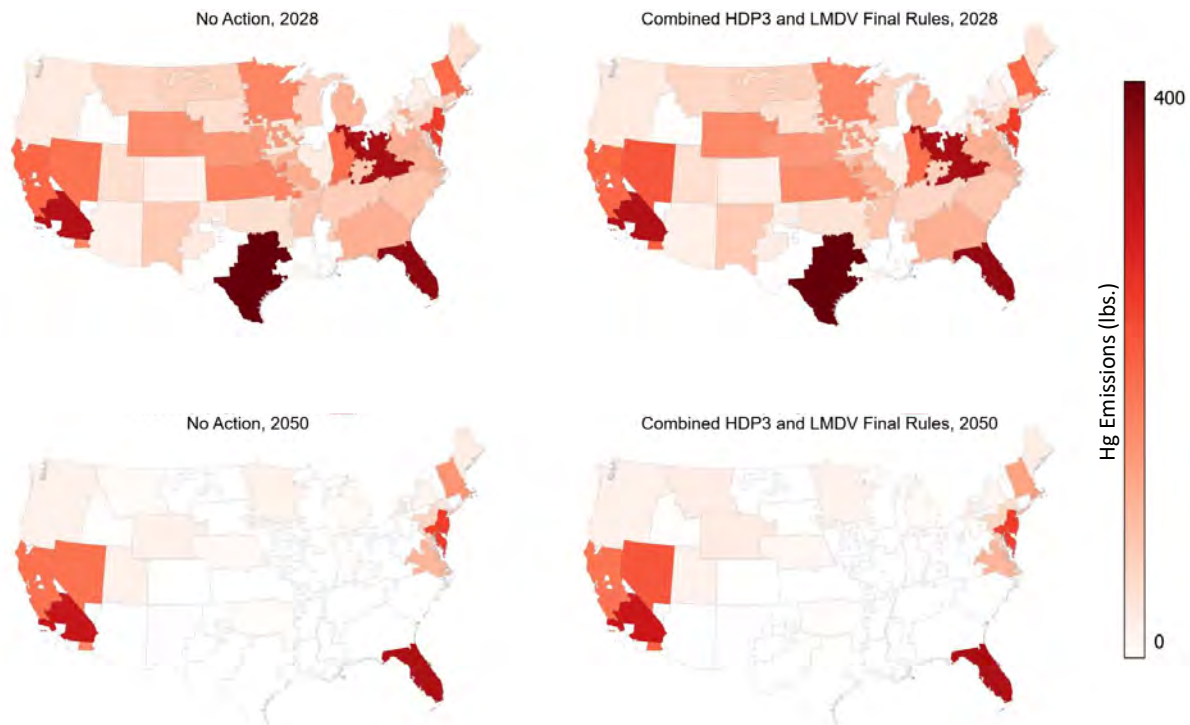 No Action, 2028
Combined HDP3 and LMDV Final Rules, 2028
400
Hg Emissions (lbs.)
0
No Action, 2050
Combined HDP3 and LMDV Final Rules, 2050